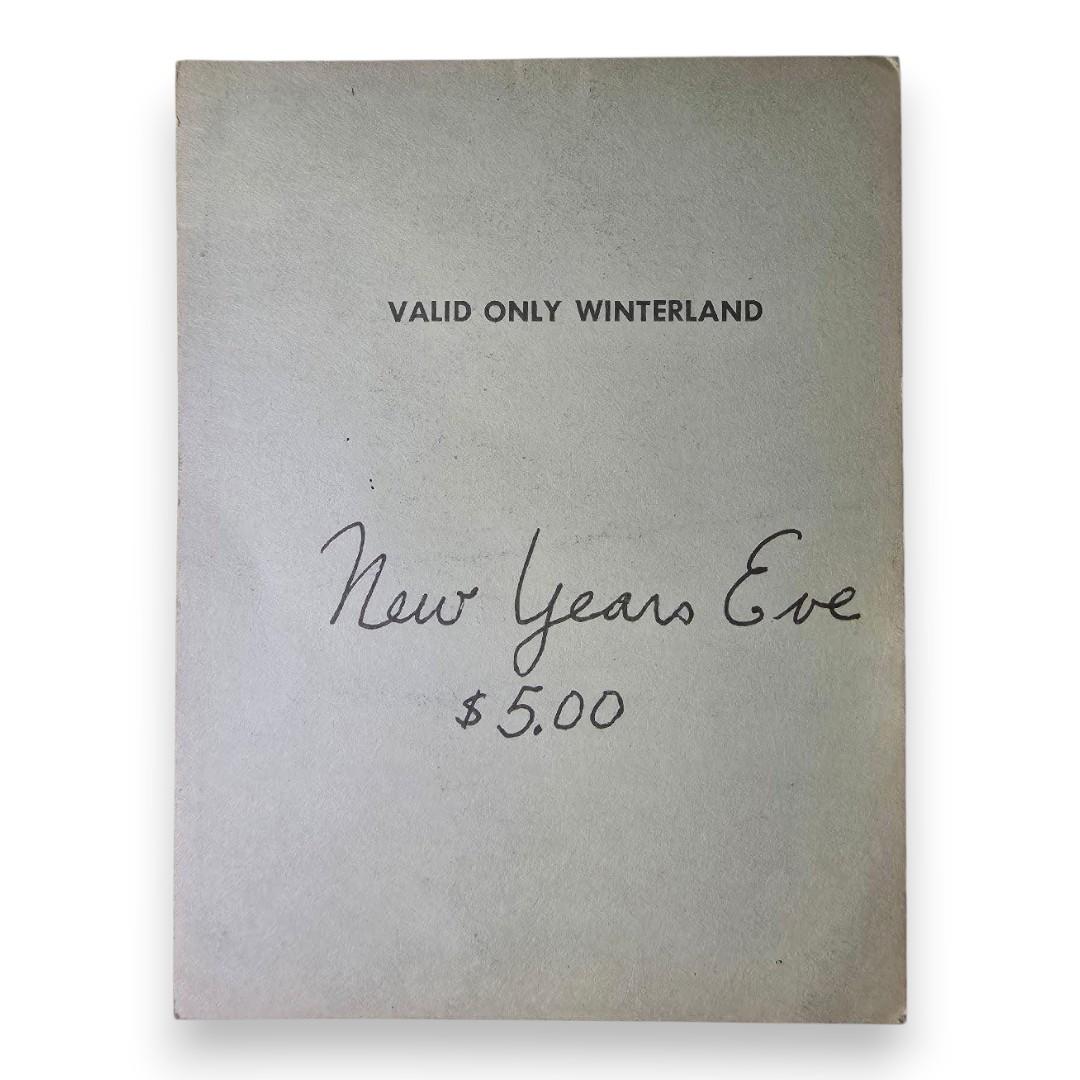 VALID ONLY WINTERLAND
New Years Eve
$5.00